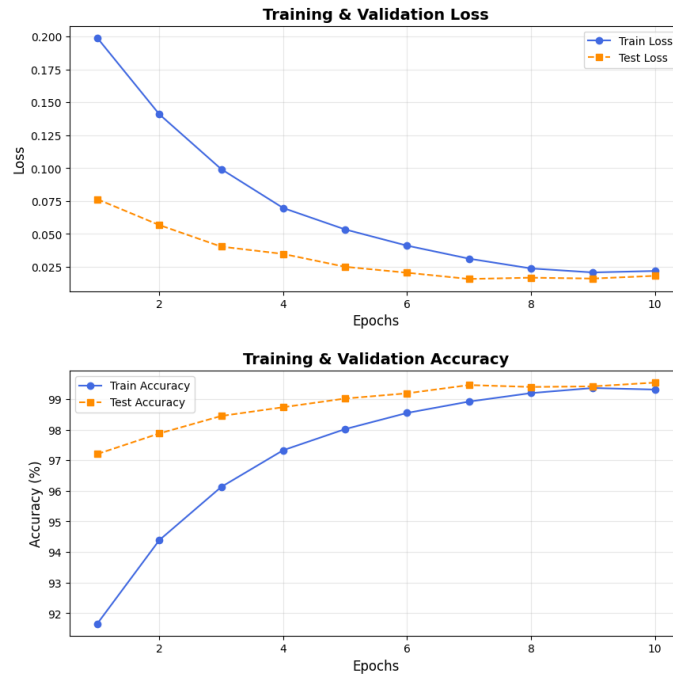 Training & Validation Loss
0.200
0.175
0.150
0.125
0.100
0.075
0.050
0.025
Loss
Train Loss
Test Loss
2 4 6 8 10
Epochs
Training & Validation Accuracy
99
98
97
96
95
94
93
92
Accuracy (%)
Train Accuracy
Test Accuracy
2 4 6 8 10
Epochs